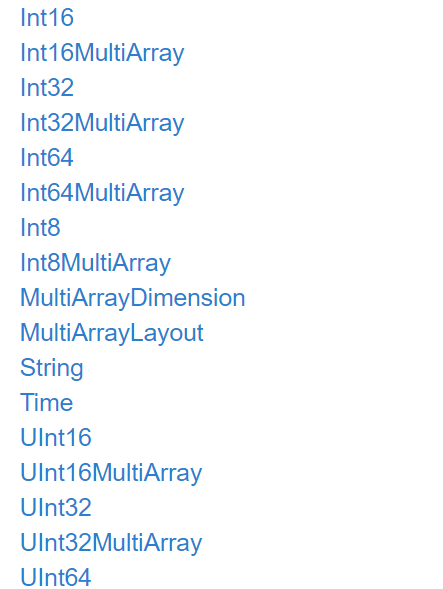 Int16
Int16MultiArray
Int32
Int32MultiArray
Int64
Int64MultiArray
Int8
Int8MultiArray
MultiArrayDimension
MultiArrayLayout
String
Time
UInt16
UInt16MultiArray
UInt32
UInt32MultiArray
UInt64